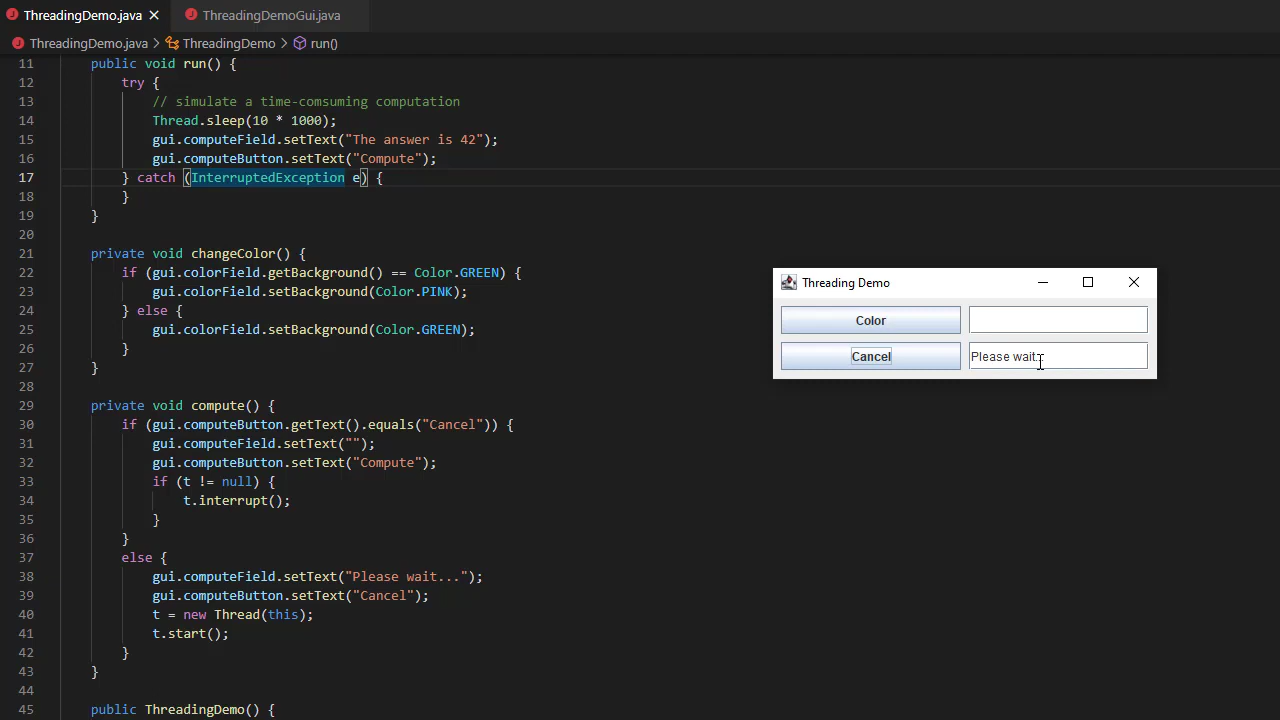 ThreadingDemo.java
ThreadingDemoGui.java
ThreadingDemo.java > ThreadingDemo > run()
11 public void run() {
12 try {
13 // simulate a time-comsuming computation
14 Thread.sleep(10 * 1000);
15 gui.computeField.setText("The answer is 42");
16 gui.computeButton.setText("Compute");
17 } catch (InterruptedException e) {
18 }
19 }
20
21 private void changeColor() {
22 if (gui.colorField.getBackground() == Color.GREEN) {
23 gui.colorField.setBackground(Color.PINK);
24 } else {
25 gui.colorField.setBackground(Color.GREEN);
26 }
27 }
28
29 private void compute() {
30 if (gui.computeButton.getText().equals("Cancel")) {
31 gui.computeField.setText("");
32 gui.computeButton.setText("Compute");
33 if (t != null) {
34 t.interrupt();
35 }
36 }
37 else {
38 gui.computeField.setText("Please wait...");
39 gui.computeButton.setText("Cancel");
40 t = new Thread(this);
41 t.start();
42 }
43 }
44
45 public ThreadingDemo() {
Threading Demo
Color
Cancel
Please wait...